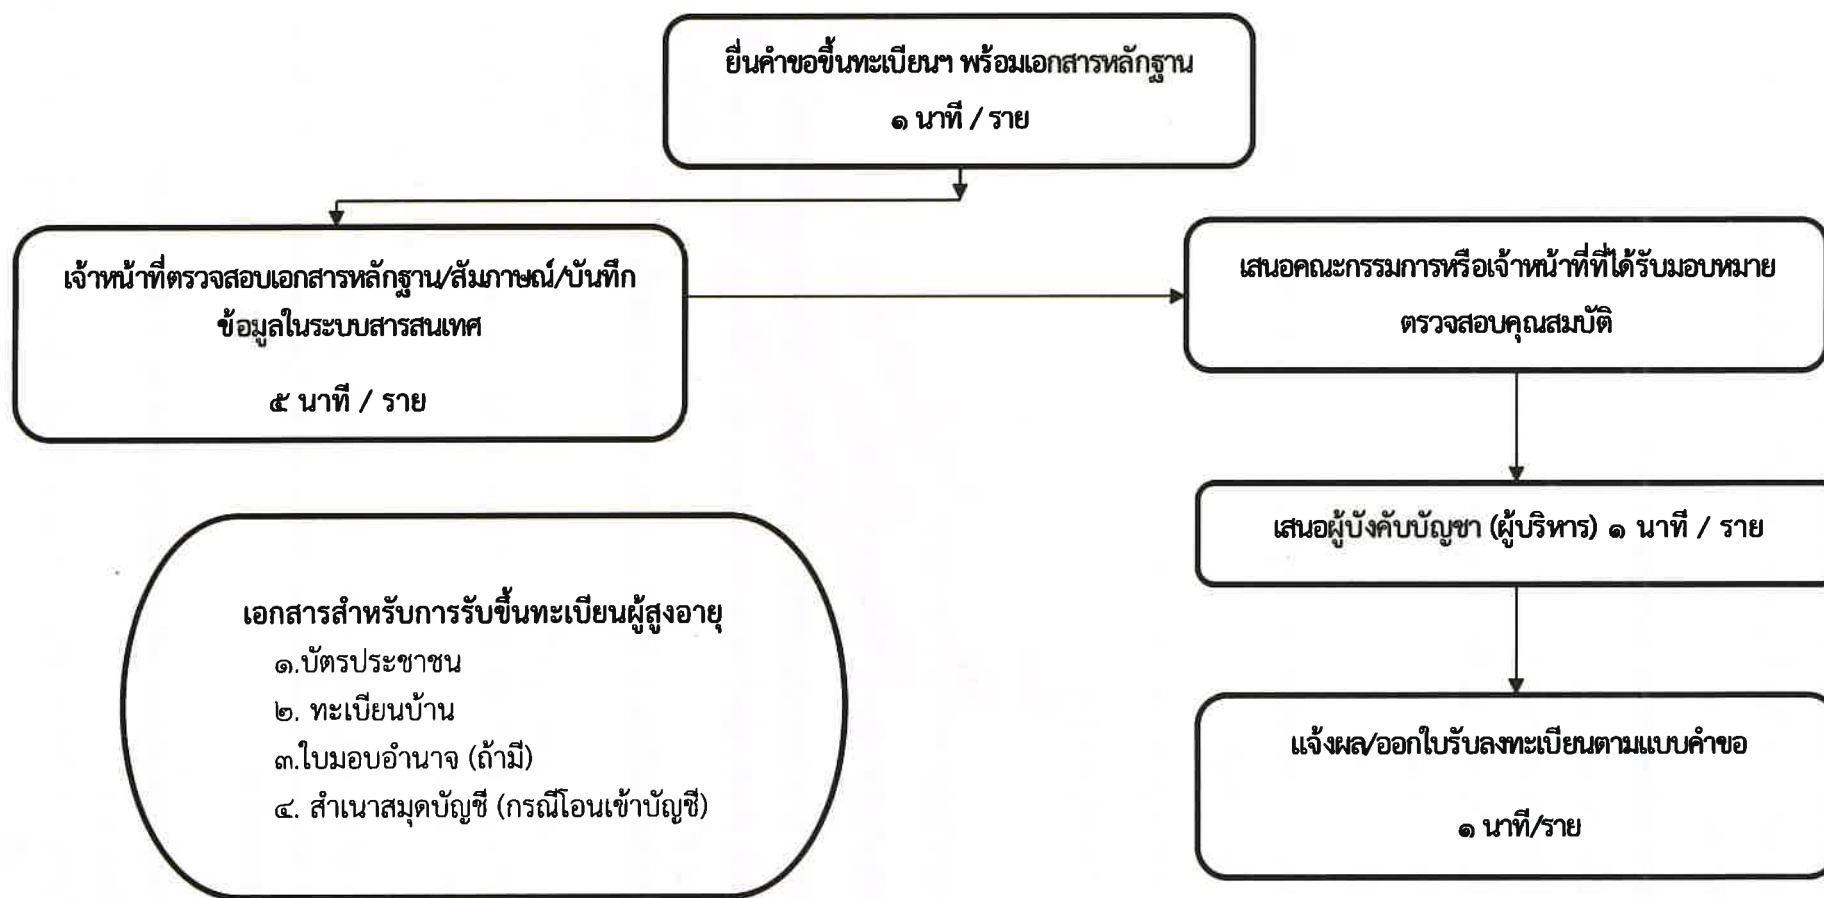 ยื่นคำขอขึ้นทะเบียนฯ พร้อมเอกสารหลักฐาน
๑ นาที / ราย
เจ้าหน้าที่ตรวจสอบเอกสารหลักฐาน/สัมภาษณ์/บันทึก
ข้อมูลในระบบสารสนเทศ
๕ นาที / ราย
เสนอคณะกรรมการหรือเจ้าหน้าที่ที่ได้รับมอบหมาย
ตรวจสอบคุณสมบัติ
เสนอผู้บังคับบัญชา (ผู้บริหาร) ๑ นาที / ราย
แจ้งผล/ออกใบรับลงทะเบียนตามแบบคำขอ
๑ นาที/ราย
เอกสารสำหรับการรับขึ้นทะเบียนผู้สูงอายุ
๑.บัตรประชาชน
๒. ทะเบียนบ้าน
๓.ใบมอบอำนาจ (ถ้ามี)
๔. สำเนาสมุดบัญชี (กรณีโอนเข้าบัญชี)